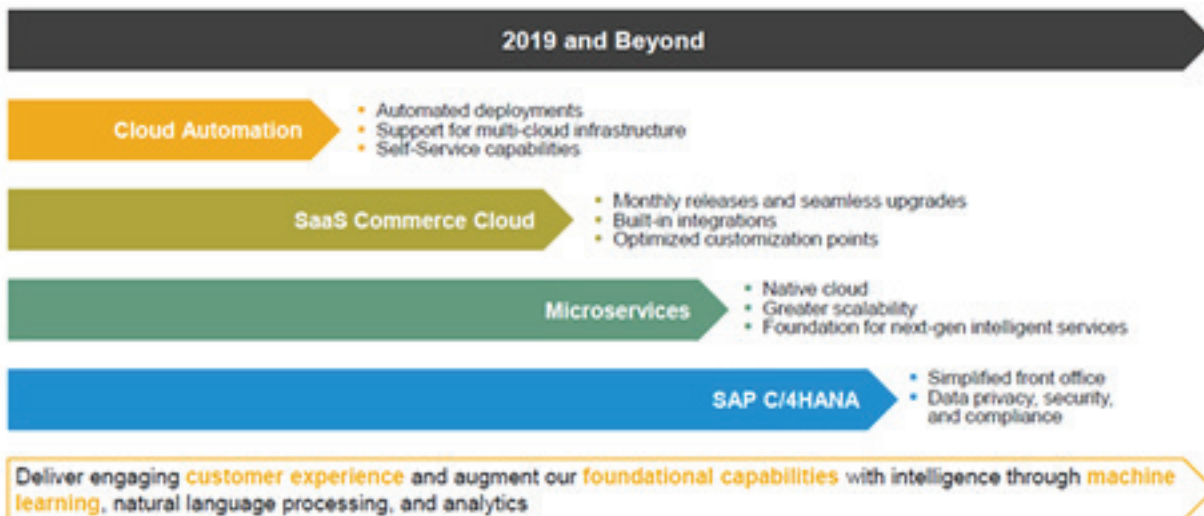 2019 and Beyond
Cloud Automation
• Automated deployments
• Support for multi-cloud infrastructure
• Self-Service capabilities
SaaS Commerce Cloud
• Monthly releases and seamless upgrades
• Built-in integrations
• Optimized customization points
Microservices
• Native cloud
• Greater scalability
• Foundation for next-gen intelligent services
SAP C/4HANA
• Simplified front office
• Data privacy, security,
and compliance
Deliver engaging customer experience and augment our foundational capabilities with intelligence through machine
learning, natural language processing, and analytics